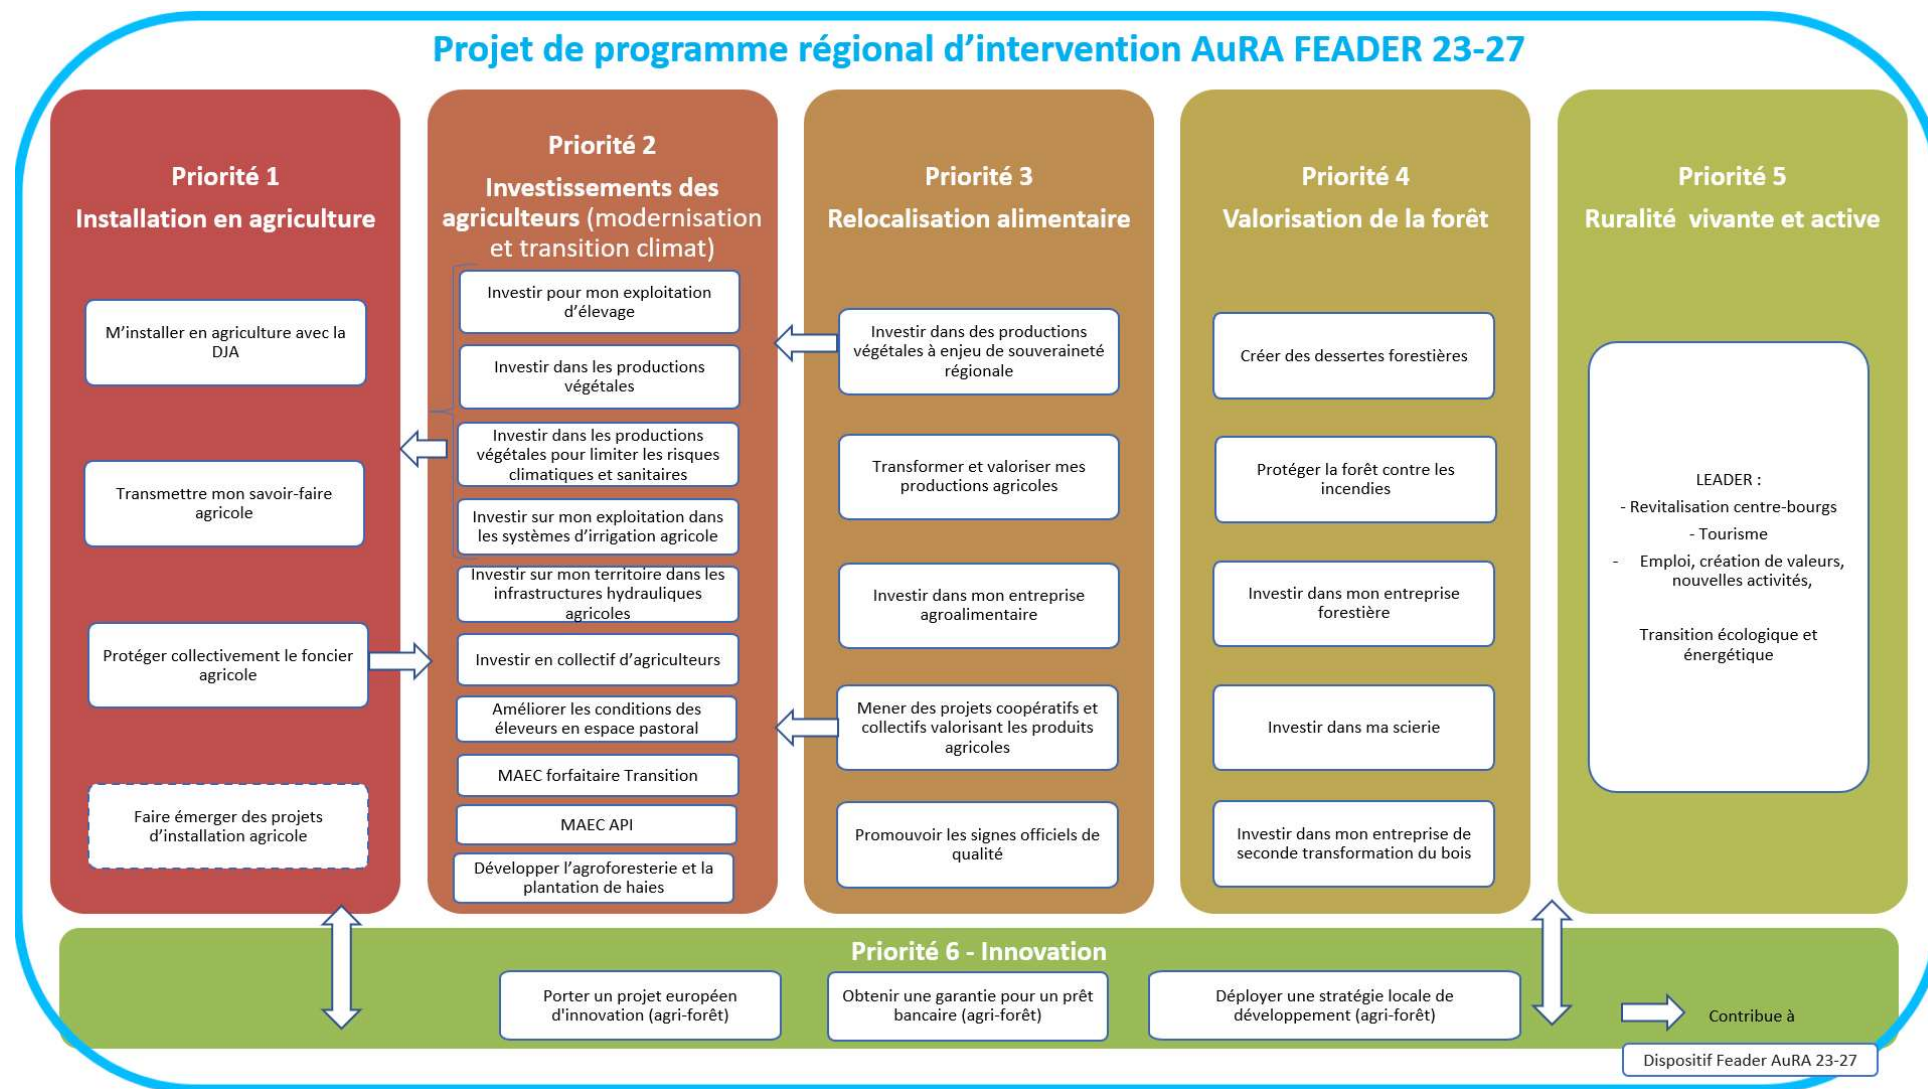 Projet de programme régional d’intervention AuRA FEADER 23-27
Priorité 1
Installation en agriculture
M’installer en agriculture avec la
DJA
Transmettre mon savoir-faire
agricole
Protéger collectivement le foncier
agricole
Faire émerger des projets
d’installation agricole
Priorité 2
Investissements des
agriculteurs (modernisation
et transition climat)
Investir pour mon exploitation
d’élevage
Investir dans les productions
végétales
Investir dans les productions
végétales pour limiter les risques
climatiques et sanitaires
Investir sur mon exploitation dans
les systèmes d’irrigation agricole
Investir sur mon territoire dans les
infrastructures hydrauliques
agricoles
Investir en collectif d’agriculteurs
Améliorer les conditions des
éleveurs en espace pastoral
MAEC forfaitaire Transition
MAEC API
Développer l’agroforesterie et la
plantation de haies
Priorité 3
Relocalisation alimentaire
Investir dans des productions
végétales à enjeu de souveraineté
régionale
Transformer et valoriser mes
productions agricoles
Investir dans mon entreprise
agroalimentaire
Mener des projets coopératifs et
collectifs valorisant les produits
agricoles
Promouvoir les signes officiels de
qualité
Priorité 4
Valorisation de la forêt
Créer des dessertes forestières
Protéger la forêt contre les
incendies
Investir dans mon entreprise
forestière
Investir dans ma scierie
Investir dans mon entreprise de
seconde transformation du bois
Priorité 5
Ruralité vivante et active
LEADER :
- Revitalisation centre-bourgs
- Tourisme
- Emploi, création de valeurs,
nouvelles activités,
Transition écologique et
énergétique
Priorité 6 - Innovation
Porter un projet européen
d'innovation (agri-forêt)
Obtenir une garantie pour un prêt
bancaire (agri-forêt)
Déployer une stratégie locale de
développement (agri-forêt)
Contribue à
Dispositif Feader AuRA 23-27